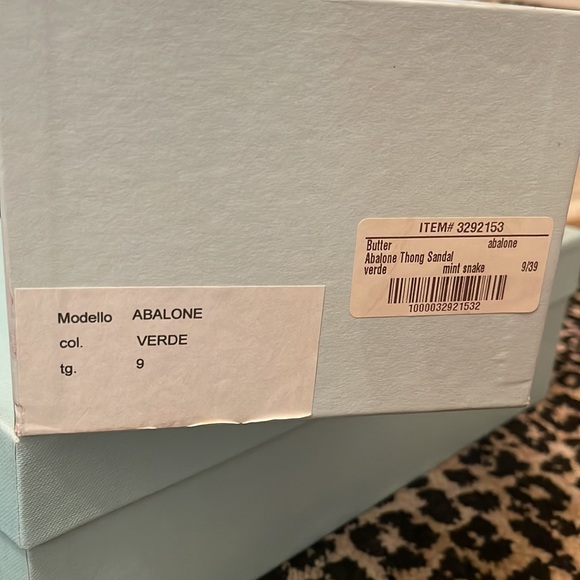 ITEM# 3292153
Butter abalone
Abalone Thong Sandal
verde mint snake 9/39
1000032921532
Modello ABALONE
col. VERDE
tg. 9